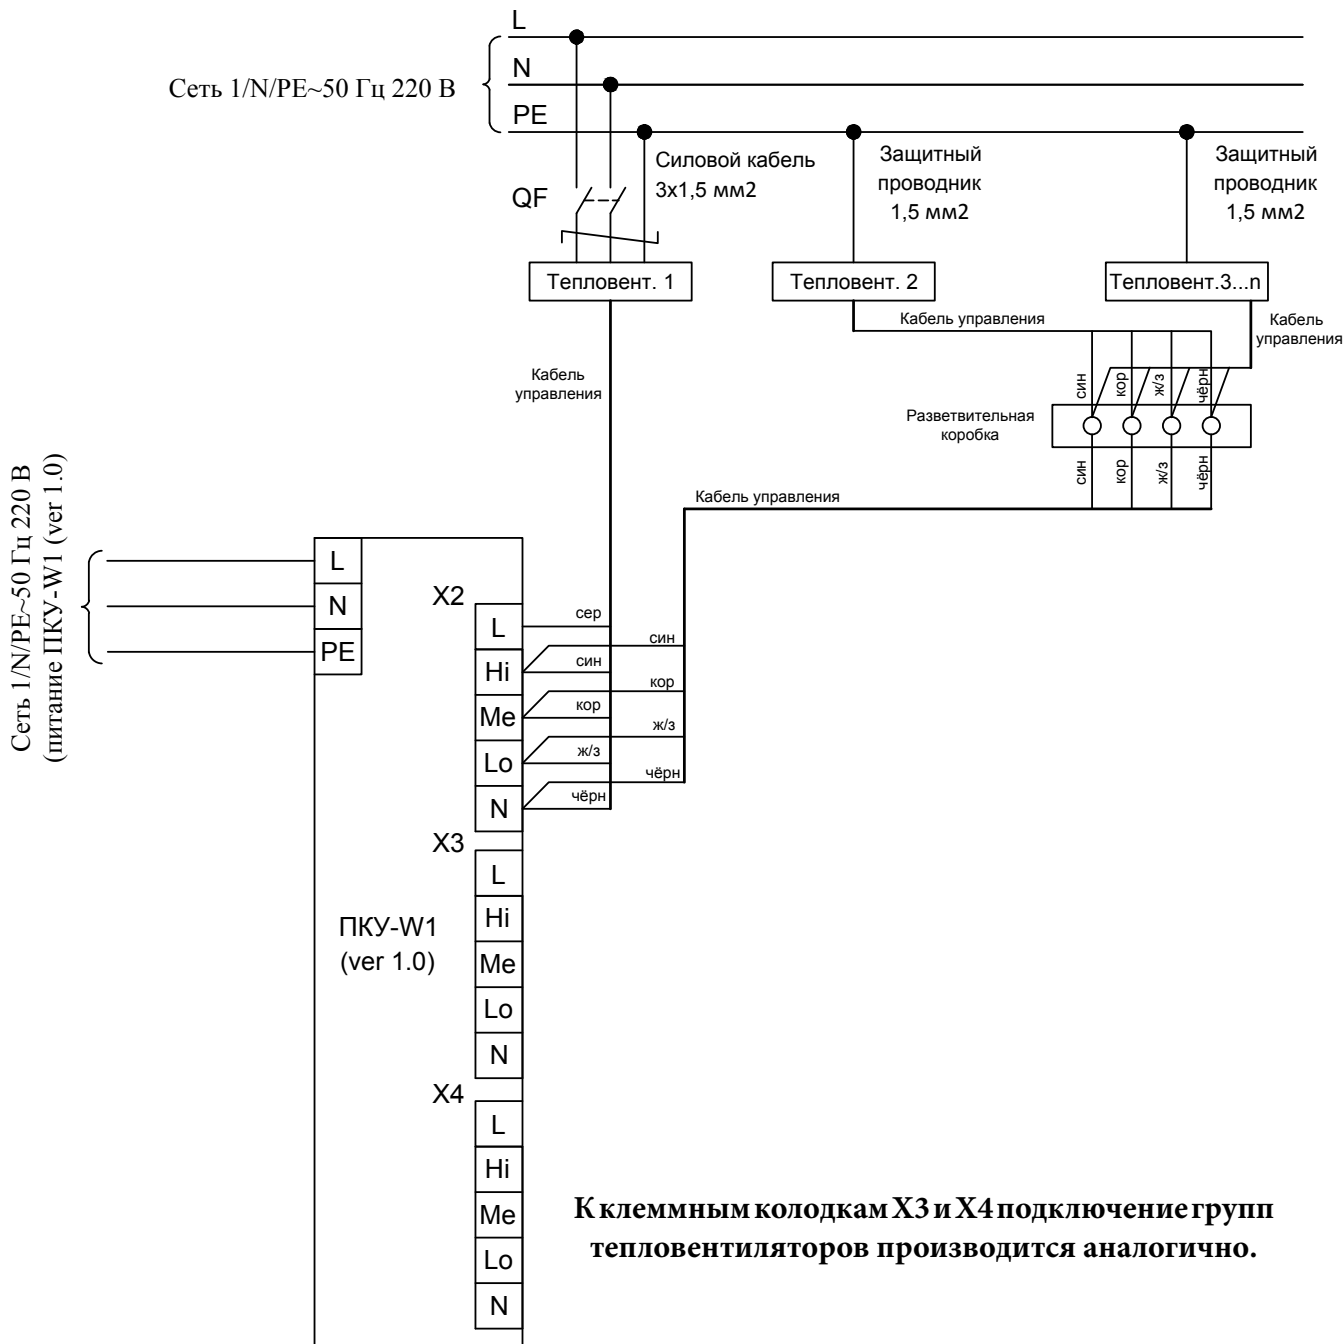 L
N
Сеть 1/N/PE~50 Гц 220 В
PE
Силовой кабель
3х1,5 мм2
Защитный
проводник
1,5 мм2
Защитный
проводник
1,5 мм2
QF
Тепловент. 1
Тепловент. 2
Тепловент.3...n
Кабель управления
Кабель
управления
Кабель
управления
син
кор
ж/з
чёрн
Разветвительная
коробка
син
кор
ж/з
чёрн
Кабель управления
Сеть 1/N/PE~50 Гц 220 В
(питание ПКУ-W1 (ver 1.0)
L
N
PE
X2
L
Hi
Me
Lo
N
сер
син
син
кор
кор
ж/з
ж/з
чёрн
чёрн
X3
L
Hi
Me
Lo
N
ПКУ-W1
(ver 1.0)
X4
L
Hi
Me
Lo
N
К клеммным колодкам Х3 и Х4 подключение групп
тепловентиляторов производится аналогично.